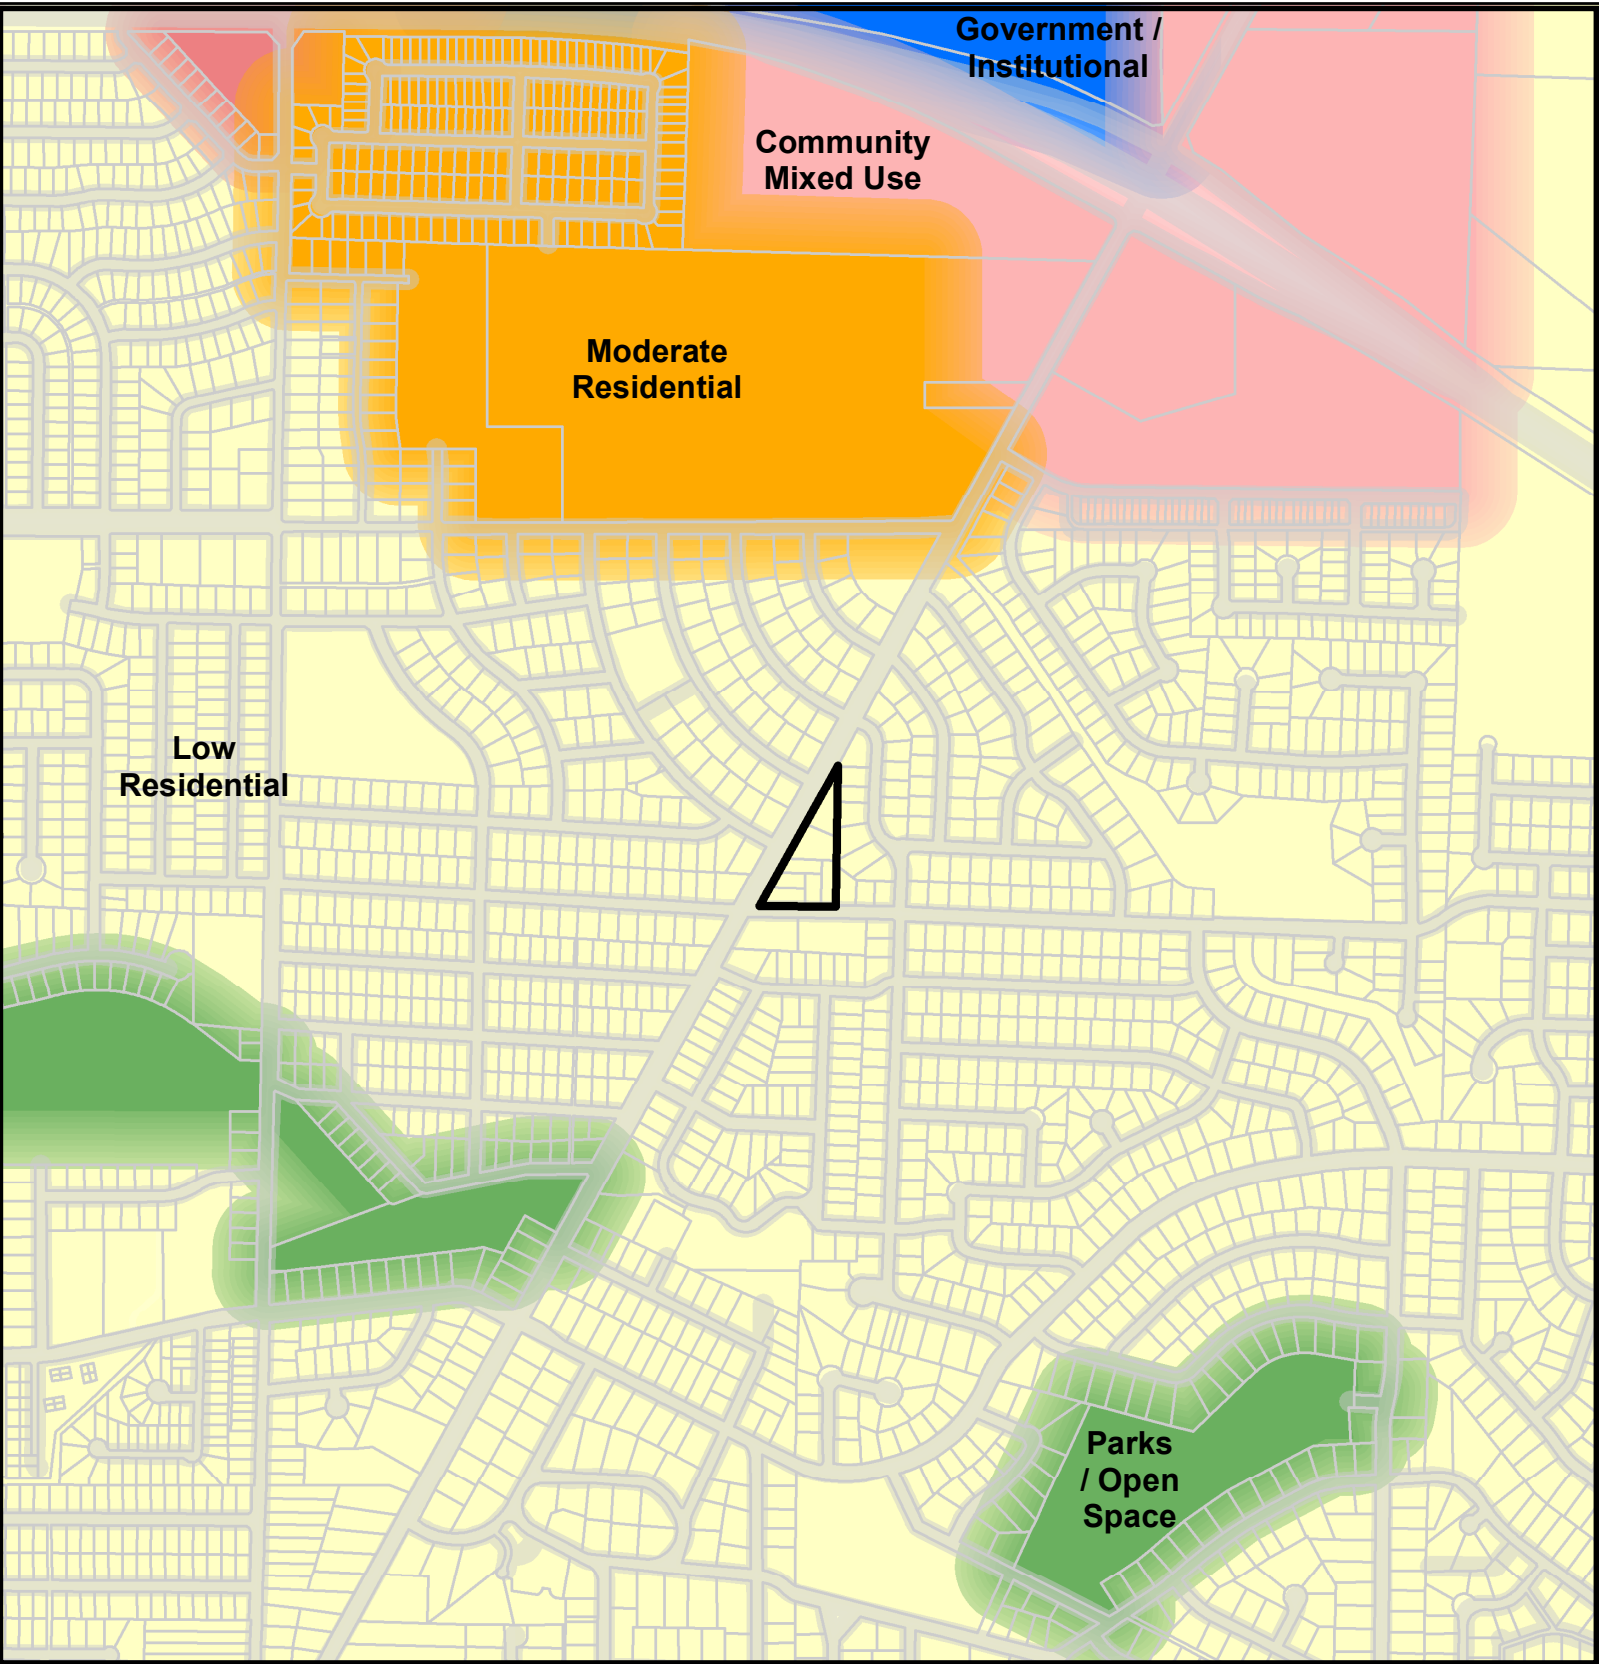 Government /
Institutional
Community
Mixed Use
Moderate
Residential
Low
Residential
Parks
/ Open
Space